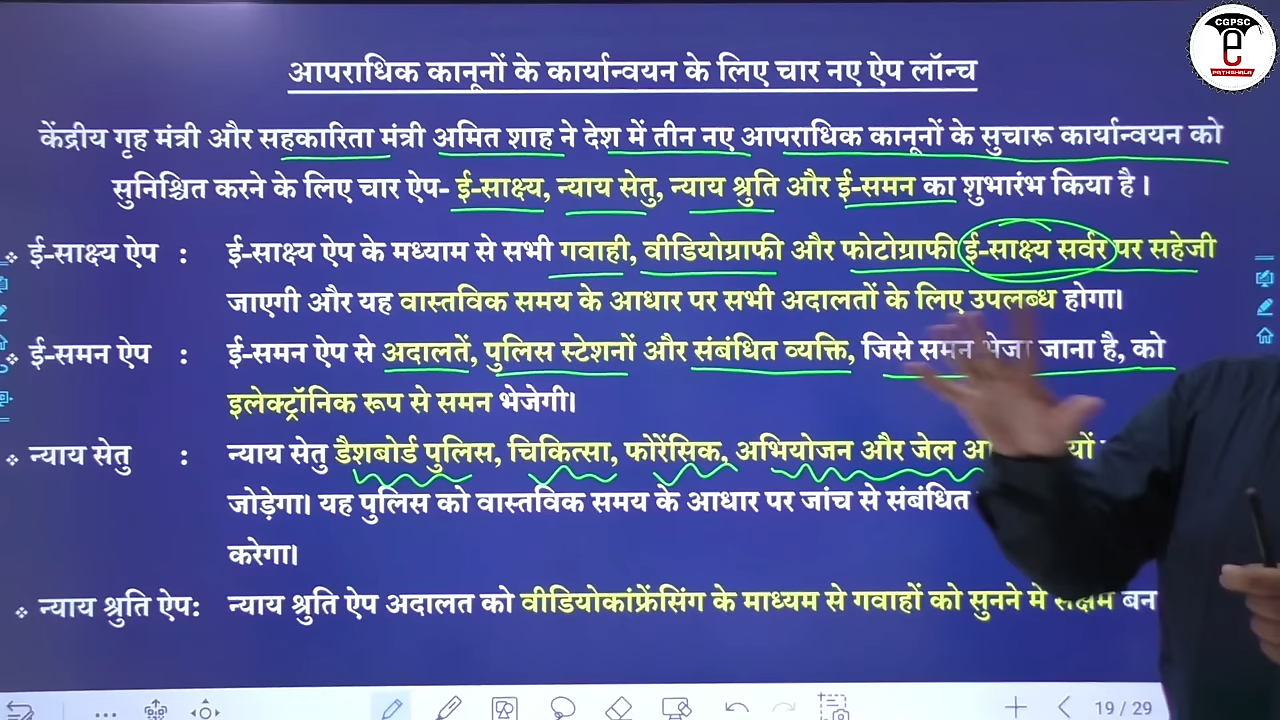 CGPSC
e
PATHSHALA
आपराधिक कानूनों के कार्यान्वयन के लिए चार नए ऐप लॉन्च
केंद्रीय गृह मंत्री और सहकारिता मंत्री अमित शाह ने देश में तीन नए आपराधिक कानूनों के सुचारू कार्यान्वयन को
सुनिश्चित करने के लिए चार ऐप- ई-साक्ष्य, न्याय सेतु, न्याय श्रुति और ई-समन का शुभारंभ किया है।
ई-साक्ष्य ऐप : ई-साक्ष्य ऐप के मध्याम से सभी गवाही, वीडियोग्राफी और फोटोग्राफी ई-साक्ष्य सर्वर पर सहेजी
जाएगी और यह वास्तविक समय के आधार पर सभी अदालतों के लिए उपलब्ध होगा।
ई-समन ऐप : ई-समन ऐप से अदालतें, पुलिस स्टेशनों और संबंधित व्यक्ति, जिसे समन भेजा जाना है, को
इलेक्ट्रॉनिक रूप से समन भेजेगी।
न्याय सेतु : न्याय सेतु डैशबोर्ड पुलिस, चिकित्सा, फोरेंसिक, अभियोजन और जेल
जोड़ेगा। यह पुलिस को वास्तविक समय के आधार पर जांच से संबंधित
करेगा।
न्याय श्रुति ऐप: न्याय श्रुति ऐप अदालत को वीडियोकांफ्रेंसिंग के माध्यम से गवाहों को सुनने मे सक्षम बन
19 / 29